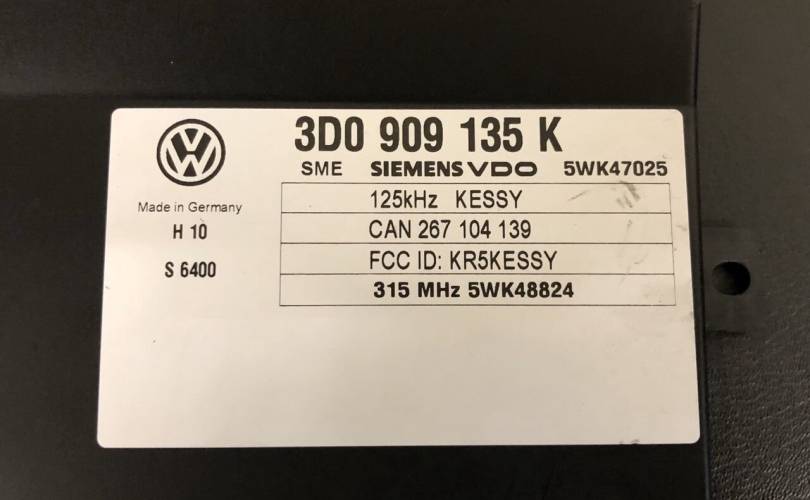 3D0 909 135 K
SME SIEMENS VDO 5WK47025
125kHz KESSY
Made in Germany
CAN 267 104 139
H 10
FCC ID: KR5KESSY
S 6400
315 MHz 5WK48824